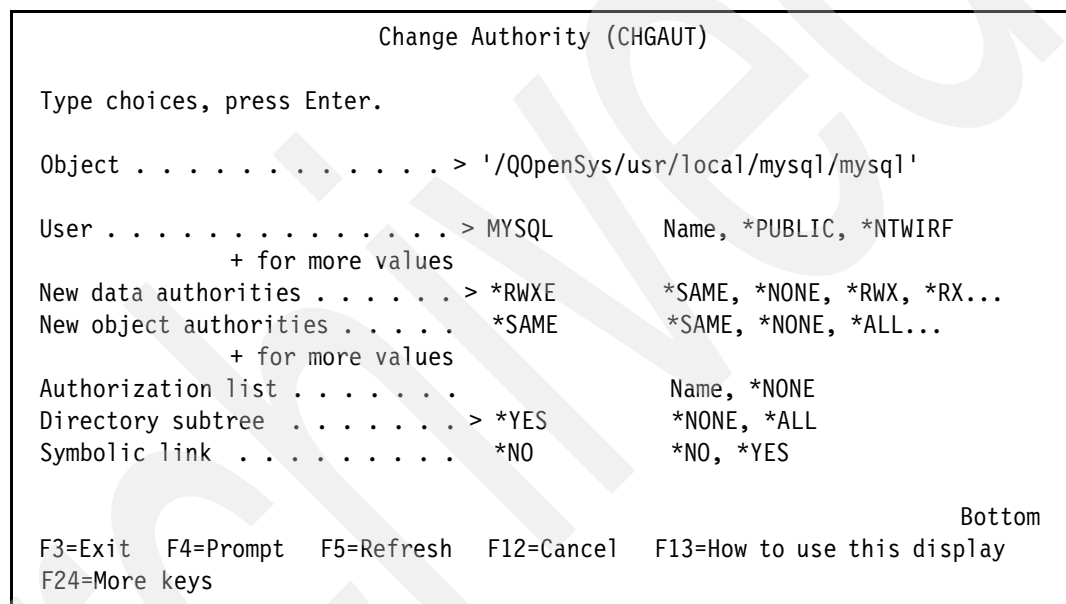 Change Authority (CHGAUT)
Type choices, press Enter.
Object . . . . . . . . . . . . . > '/QOpenSys/usr/local/mysql/mysql'
User . . . . . . . . . . . . . . . > MYSQL Name, *PUBLIC, *NTWIRF
+ for more values
New data authorities . . . . . . > *RWXE *SAME, *NONE, *RWX, *RX...
New object authorities . . . . . *SAME *SAME, *NONE, *ALL...
+ for more values
Authorization list . . . . . . . Name, *NONE
Directory subtree . . . . . . . > *YES *NONE, *ALL
Symbolic link . . . . . . . . . *NO *NO, *YES
Bottom
F3=Exit F4=Prompt F5=Refresh F12=Cancel F13=How to use this display
F24=More keys